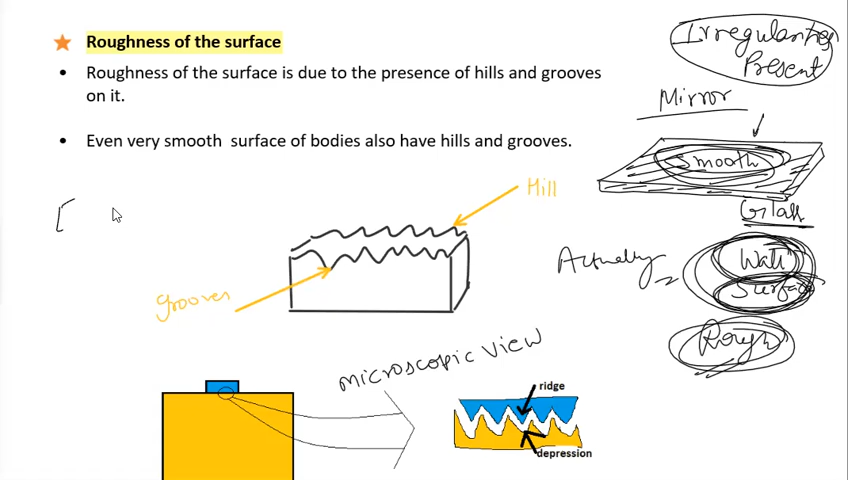 Roughness of the surface
• Roughness of the surface is due to the presence of hills and grooves
on it.
• Even very smooth surface of bodies also have hills and grooves.
Irregularities
Present
Mirror
Smooth
Glass
Hill
Actually
Wall
Surface
Rough
grooves
Microscopic View
ridge
depression